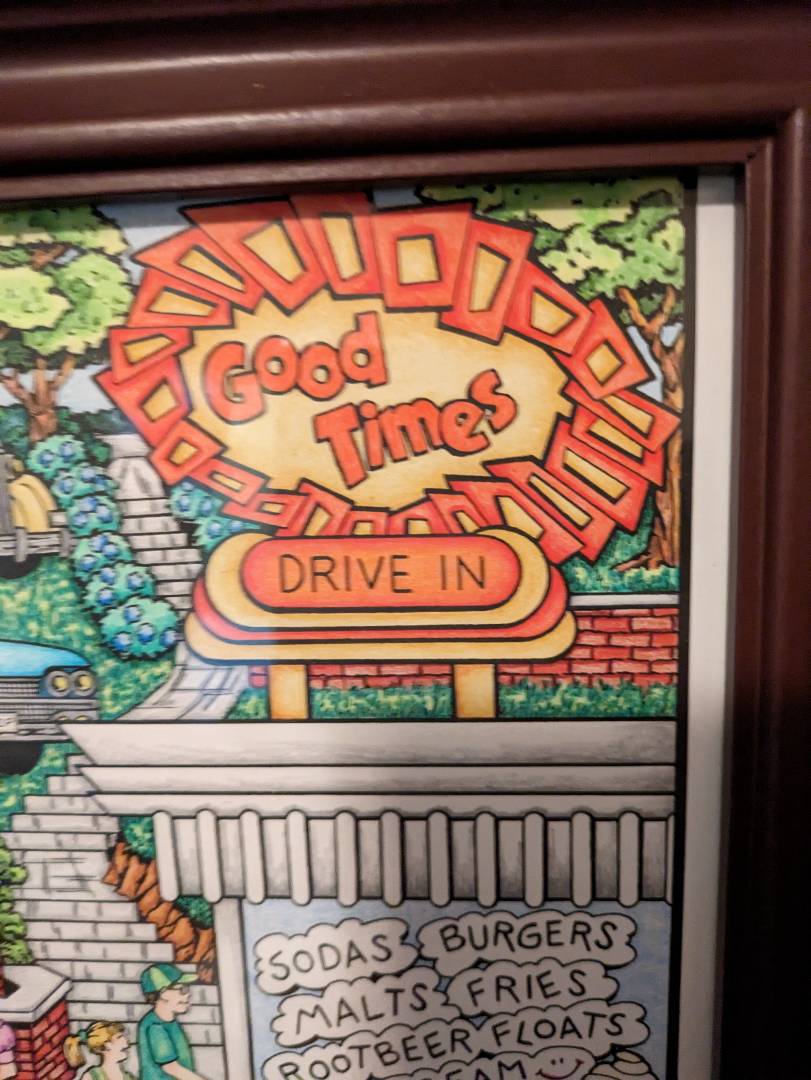 Good
Times
DRIVE IN
SODAS BURGERS
MALTS FRIES
ROOTBEER FLOATS